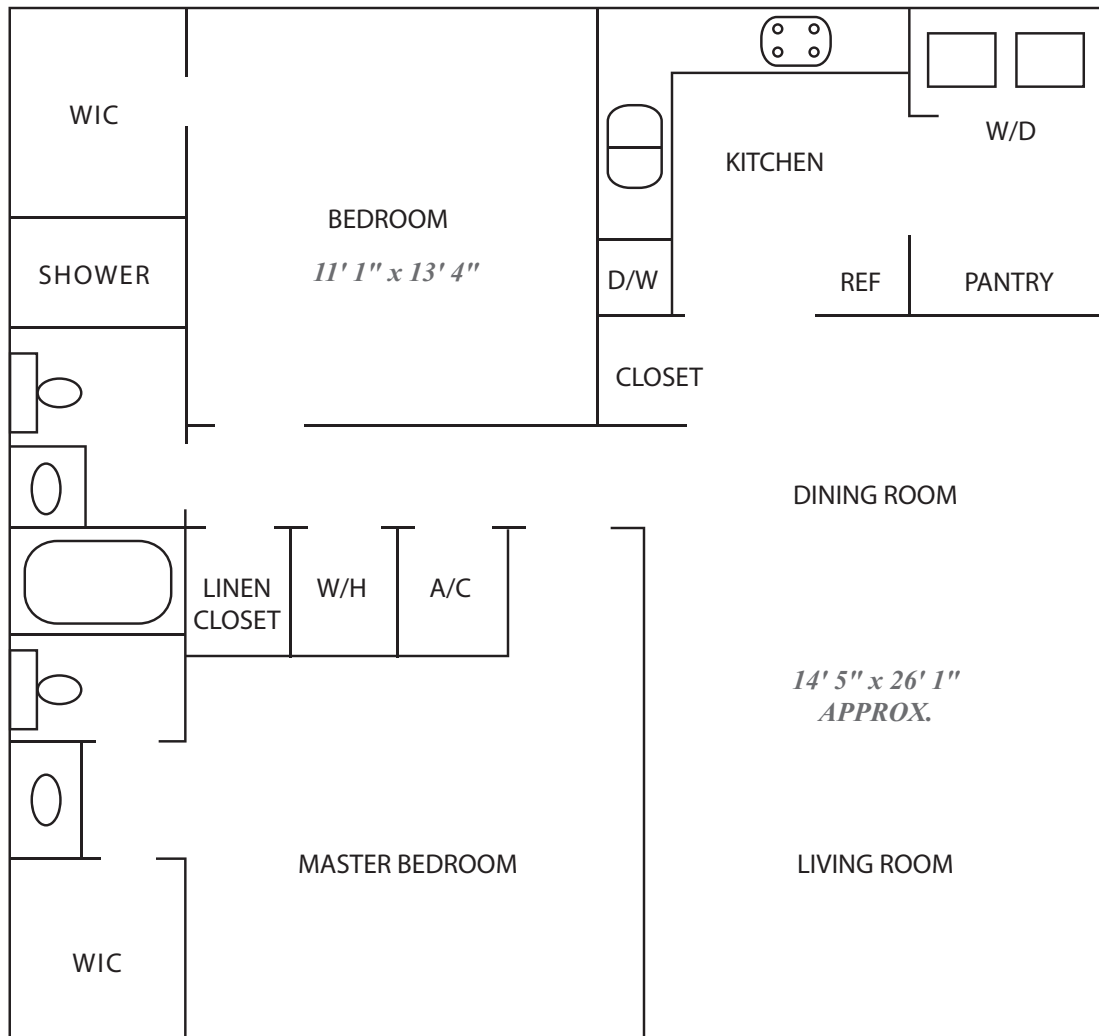 WIC
W/D
KITCHEN
BEDROOM
11' 1" x 13' 4"
SHOWER
D/W
REF
PANTRY
CLOSET
DINING ROOM
LINEN
CLOSET
W/H
A/C
14' 5" x 26' 1"
APPROX.
MASTER BEDROOM
LIVING ROOM
WIC